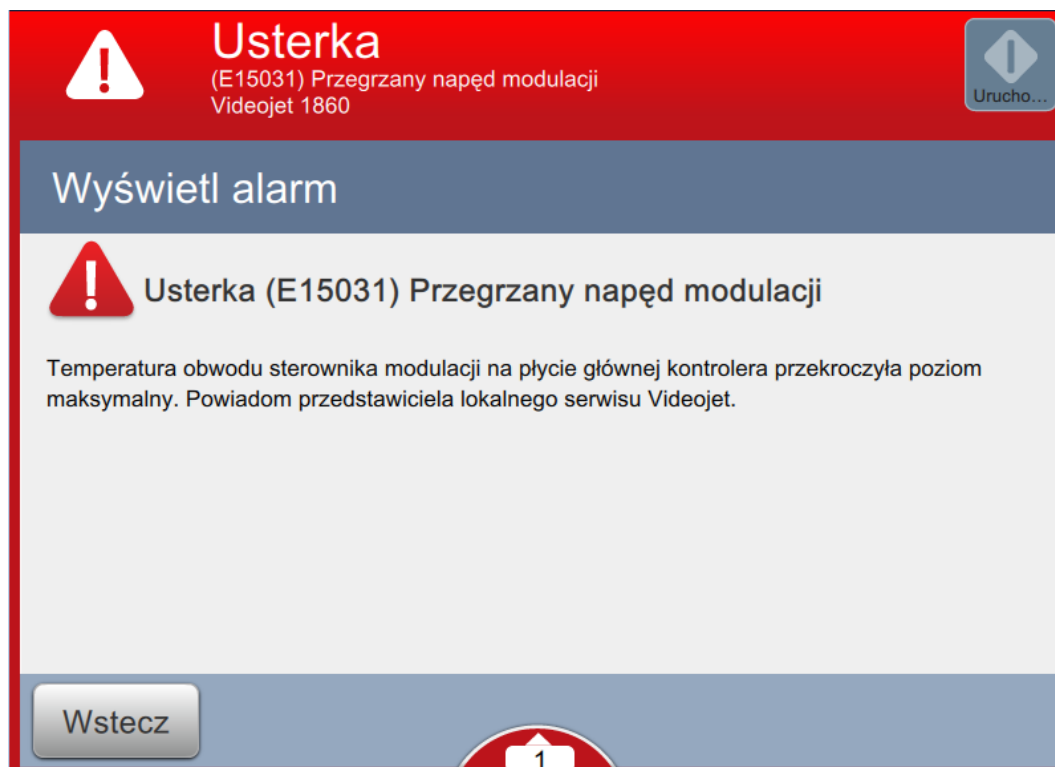 Usterka
(E15031) Przegrzany napęd modulacji
Videojet 1860
Urucho...
Wyświetl alarm
Usterka (E15031) Przegrzany napęd modulacji
Temperatura obwodu sterownika modulacji na płycie głównej kontrolera przekroczyła poziom
maksymalny. Powiadom przedstawiciela lokalnego serwisu Videojet.
Wstecz
1